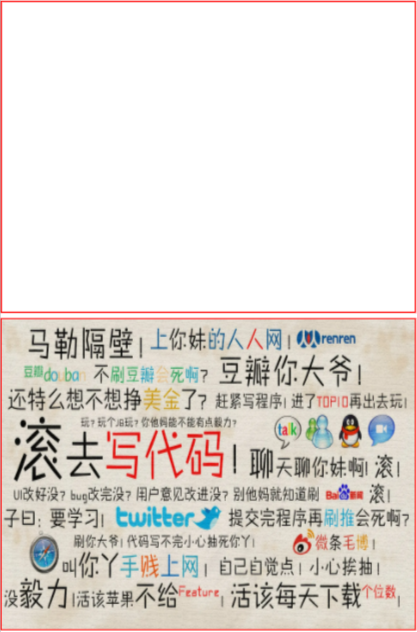 马勒隔壁!上你妹的人人网!renren
豆瓣douban 不刷豆瓣会死啊?豆瓣你大爷!
还特么想不想挣美金了?赶紧写程序!进了TOP10再出去玩!
玩?玩个JB玩?你他妈能不能有点毅力?
滚去写代码!
talk
聊天聊你妹啊!滚!
UI改好没?bug改完没?用户意见改进没?别他妈就知道刷Bai新闻 滚!
子曰:要学习!twitter 提交完程序再刷推会死啊?
刷你大爷!代码写不完小心抽死你丫!
微条毛博!
叫你丫手贱上网!自己自觉点!小心挨抽!
没毅力!活该苹果不给Feature!活该每天下载个位数!